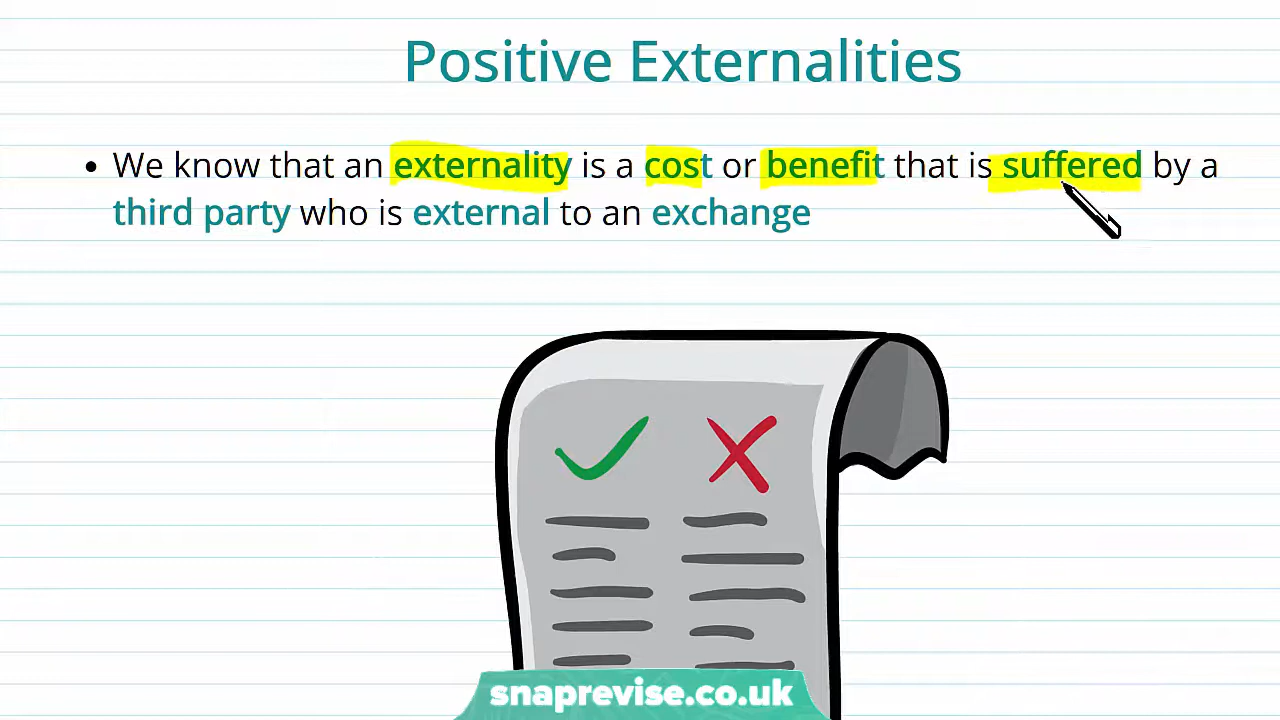 Positive Externalities
• We know that an externality is a cost or benefit that is suffered by a
third party who is external to an exchange
snaprevise.co.uk